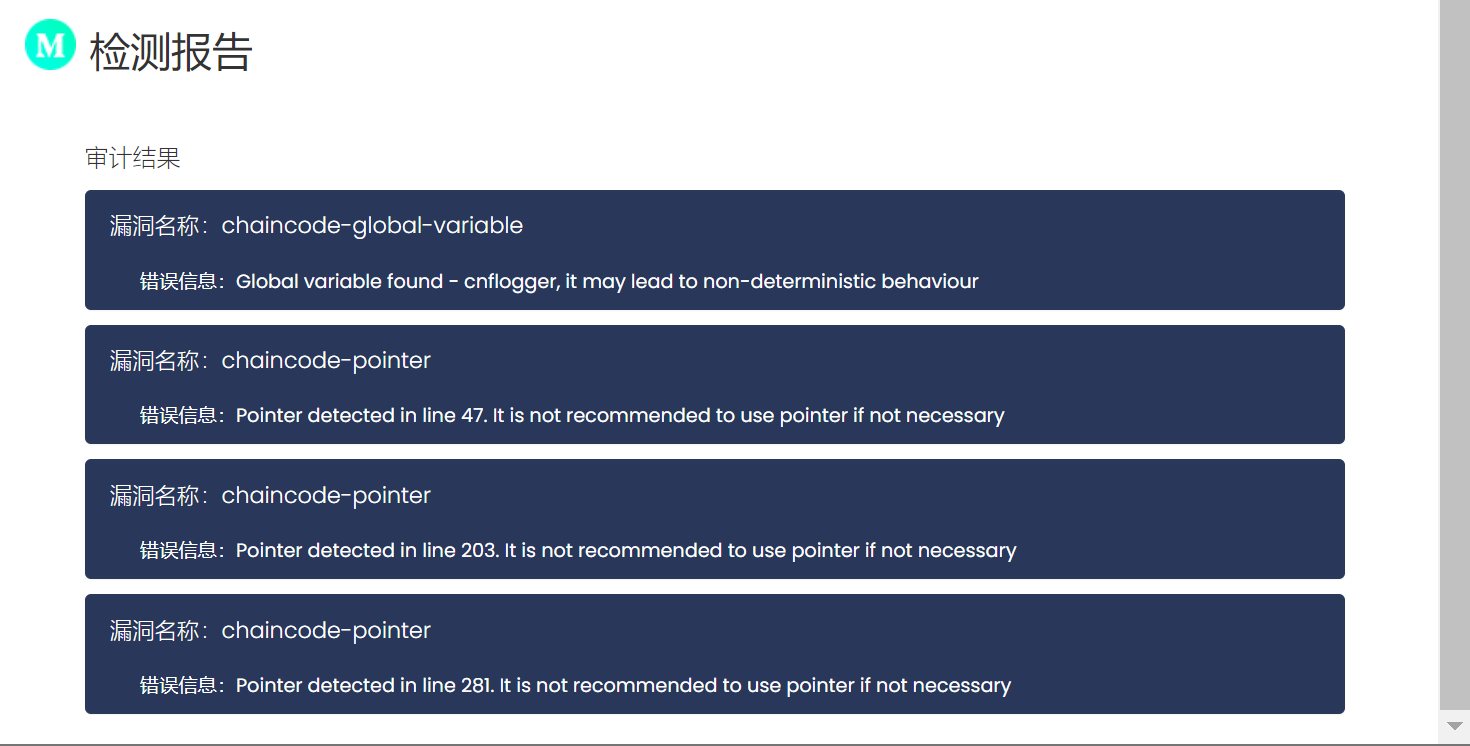 M 检测报告
审计结果
漏洞名称：chaincode-global-variable
错误信息：Global variable found - cnflogger, it may lead to non-deterministic behaviour
漏洞名称：chaincode-pointer
错误信息：Pointer detected in line 47. It is not recommended to use pointer if not necessary
漏洞名称：chaincode-pointer
错误信息：Pointer detected in line 203. It is not recommended to use pointer if not necessary
漏洞名称：chaincode-pointer
错误信息：Pointer detected in line 281. It is not recommended to use pointer if not necessary